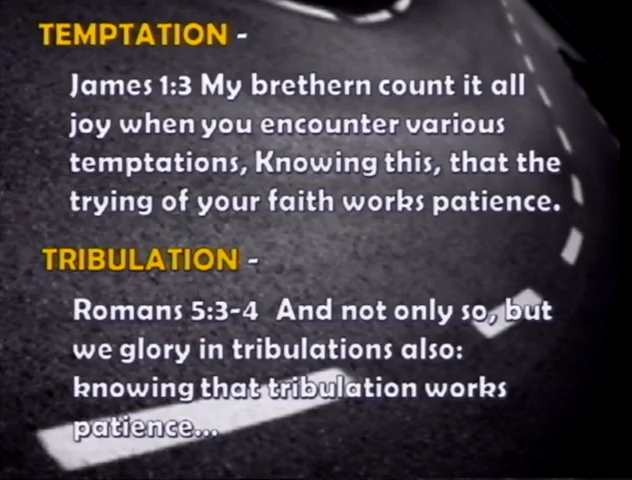 TEMPTATION -
James 1:3 My brethern count it all
joy when you encounter various
temptations, Knowing this, that the
trying of your faith works patience.
TRIBULATION -
Romans 5:3-4 And not only so, but
we glory in tribulations also:
knowing that tribulation works
patience...